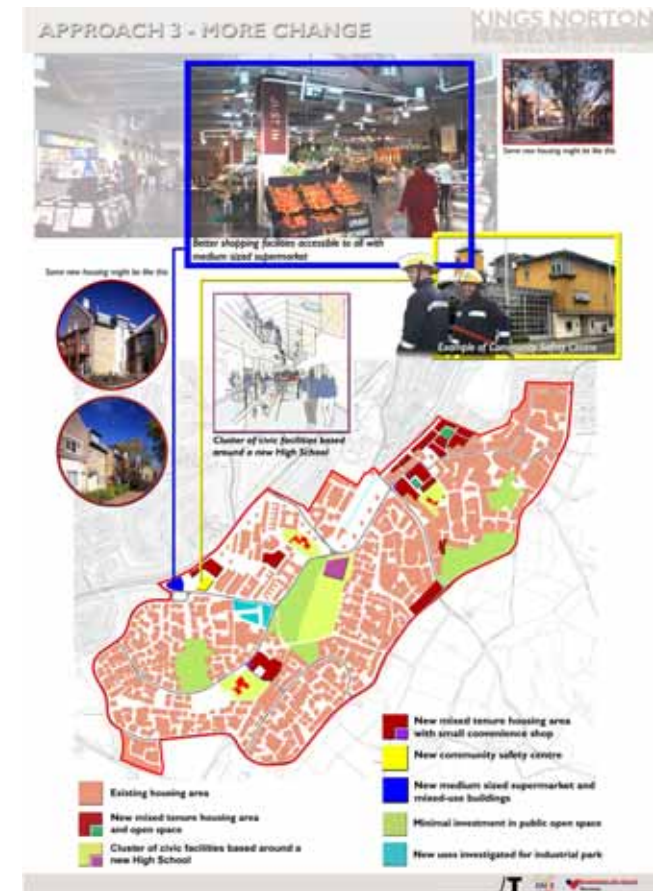 APPROACH 3 - MORE CHANGE
KINGS NORTON
Some new housing might be like this
Better shopping facilities accessible to all with
medium sized supermarket
Some new housing might be like this
Example of Community Safety Centre
Cluster of civic facilities based
around a new High School
Existing housing area
New mixed tenure housing area
and open space
Cluster of civic facilities based around a
new High School
New mixed tenure housing area
with small convenience shop
New community safety centre
New medium sized supermarket and
mixed-use buildings
Minimal investment in public open space
New uses investigated for industrial park